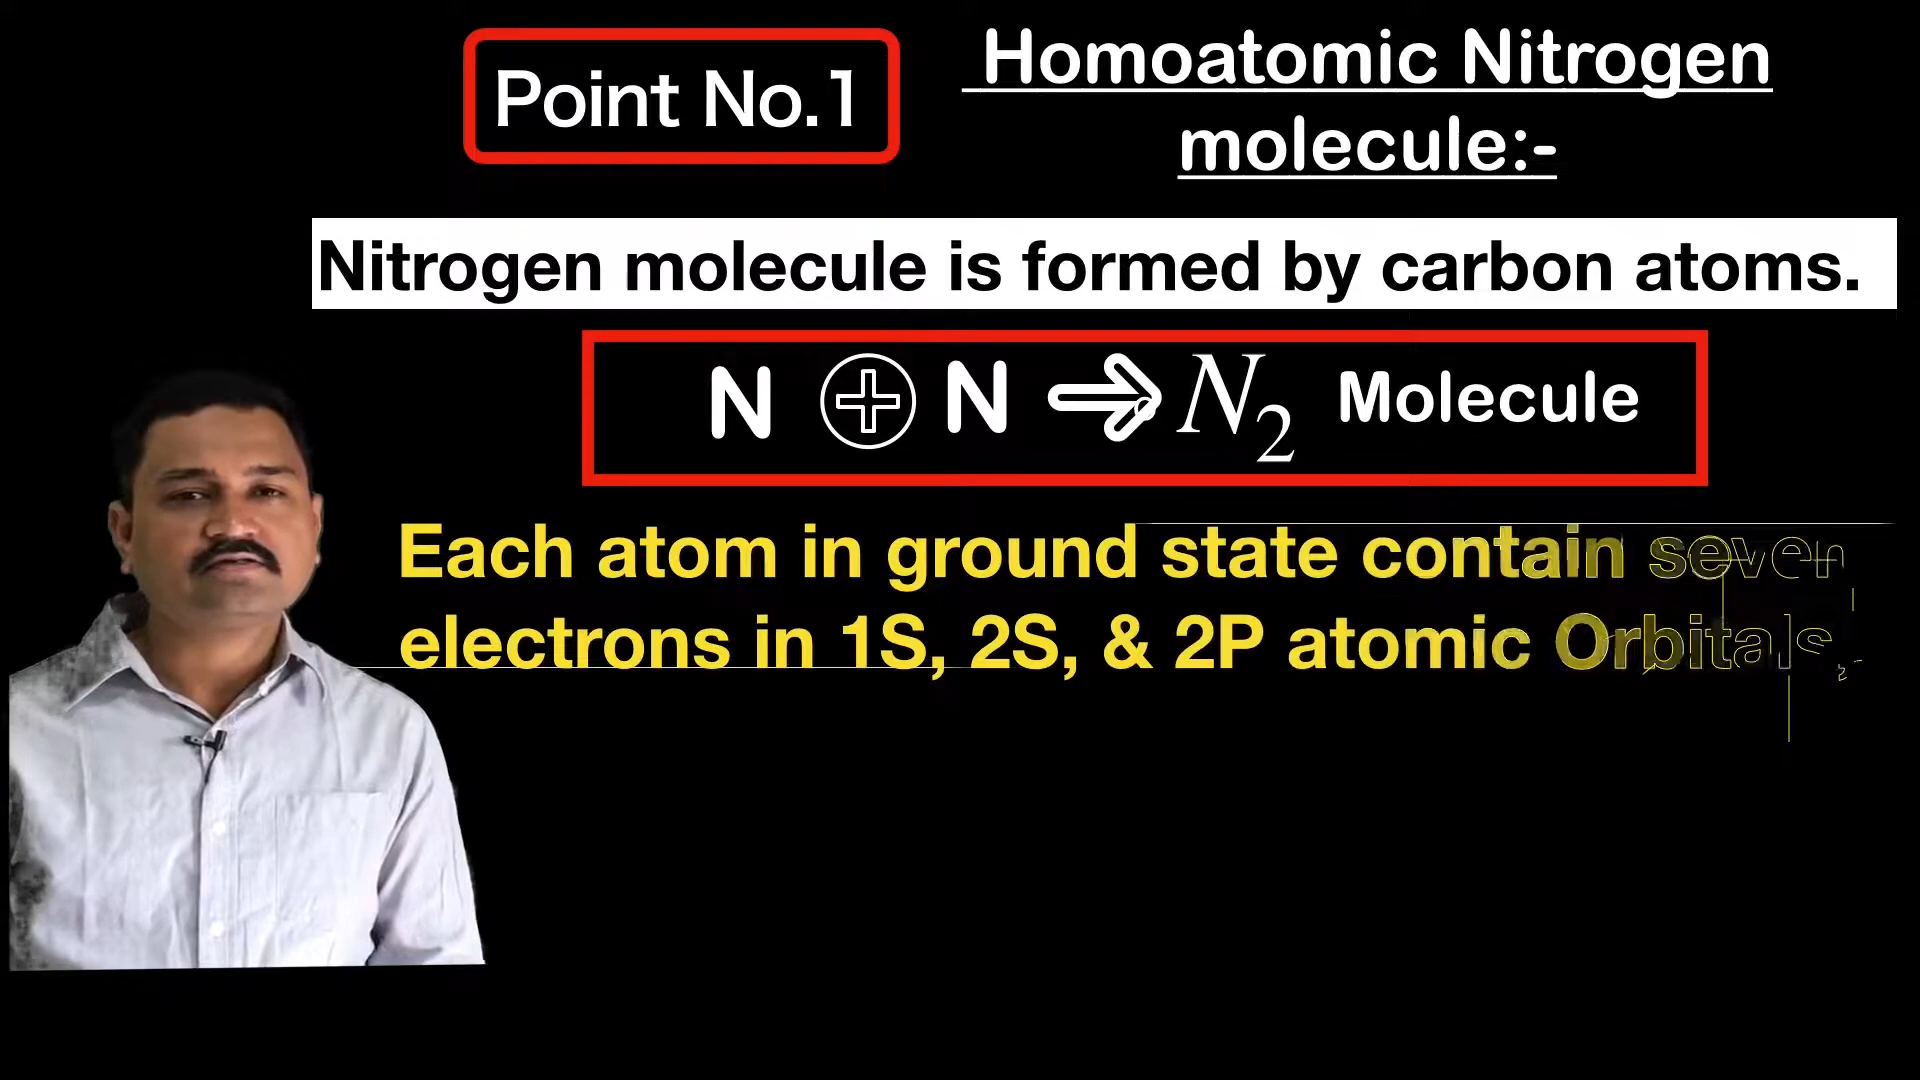 Point No.1
Homoatomic Nitrogen
molecule:-
Nitrogen molecule is formed by carbon atoms.
N + N ⇒ N₂ Molecule
Each atom in ground state contain seven
electrons in 1S, 2S, & 2P atomic Orbitals.